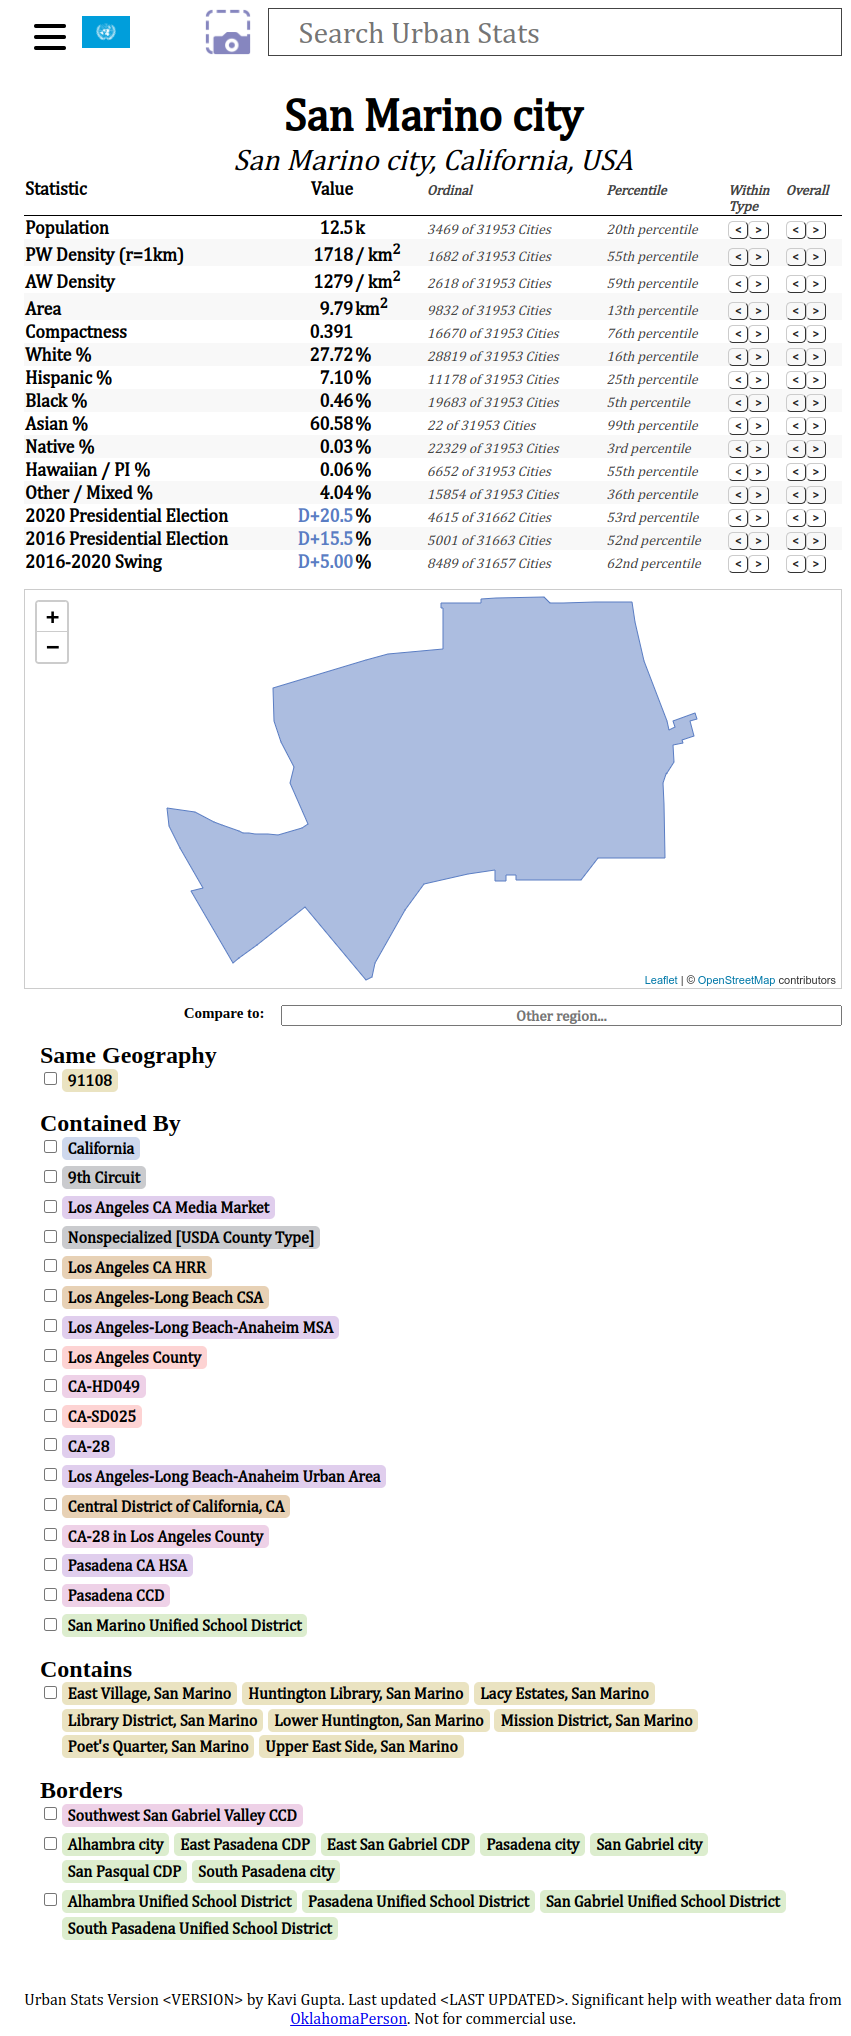 Search Urban Stats
San Marino city
San Marino city, California, USA
Statistic Value Ordinal Percentile Within Type Overall
Population 12.5 k 3469 of 31953 Cities 20th percentile < > < >
PW Density (r=1km) 1718 / km² 1682 of 31953 Cities 55th percentile < > < >
AW Density 1279 / km² 2618 of 31953 Cities 59th percentile < > < >
Area 9.79 km² 9832 of 31953 Cities 13th percentile < > < >
Compactness 0.391 16670 of 31953 Cities 76th percentile < > < >
White % 27.72 % 28819 of 31953 Cities 16th percentile < > < >
Hispanic % 7.10 % 11178 of 31953 Cities 25th percentile < > < >
Black % 0.46 % 19683 of 31953 Cities 5th percentile < > < >
Asian % 60.58 % 22 of 31953 Cities 99th percentile < > < >
Native % 0.03 % 22329 of 31953 Cities 3rd percentile < > < >
Hawaiian / PI % 0.06 % 6652 of 31953 Cities 55th percentile < > < >
Other / Mixed % 4.04 % 15854 of 31953 Cities 36th percentile < > < >
2020 Presidential Election D+20.5 % 4615 of 31662 Cities 53rd percentile < > < >
2016 Presidential Election D+15.5 % 5001 of 31663 Cities 52nd percentile < > < >
2016-2020 Swing D+5.00 % 8489 of 31657 Cities 62nd percentile < > < >
+
−
Leaflet | © OpenStreetMap contributors
Compare to: Other region...
Same Geography
91108
Contained By
California
9th Circuit
Los Angeles CA Media Market
Nonspecialized [USDA County Type]
Los Angeles CA HRR
Los Angeles-Long Beach CSA
Los Angeles-Long Beach-Anaheim MSA
Los Angeles County
CA-HD049
CA-SD025
CA-28
Los Angeles-Long Beach-Anaheim Urban Area
Central District of California, CA
CA-28 in Los Angeles County
Pasadena CA HSA
Pasadena CCD
San Marino Unified School District
Contains
East Village, San Marino Huntington Library, San Marino Lacy Estates, San Marino
Library District, San Marino Lower Huntington, San Marino Mission District, San Marino
Poet's Quarter, San Marino Upper East Side, San Marino
Borders
Southwest San Gabriel Valley CCD
Alhambra city East Pasadena CDP East San Gabriel CDP Pasadena city San Gabriel city
San Pasqual CDP South Pasadena city
Alhambra Unified School District Pasadena Unified School District San Gabriel Unified School District
South Pasadena Unified School District
Urban Stats Version <VERSION> by Kavi Gupta. Last updated <LAST UPDATED>. Significant help with weather data from
OklahomaPerson. Not for commercial use.